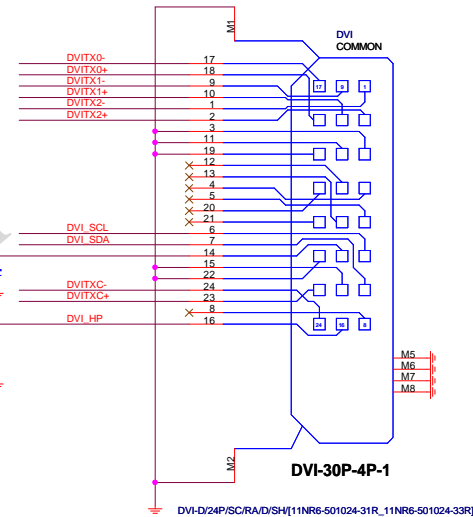 M1
DVI
COMMON
DVITX0- 17
DVITX0+ 18
DVITX1- 9
DVITX1+ 10
DVITX2- 1
DVITX2+ 2
3
11
19
12
13
4
5
20
21
DVI_SCL 6
DVI_SDA 7
14
15
22
DVITXC- 24
DVITXC+ 23
8
DVI_HP 16
17 9 1
24 16 8
M5
M6
M7
M8
M2
DVI-30P-4P-1
DVI-D/24P/SC/RA/D/SH/[11NR6-501024-31R_11NR6-501024-33R]